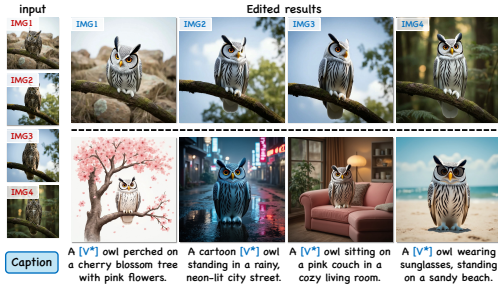 input
Edited results
IMG1
IMG2
IMG3
IMG4
IMG1
IMG2
IMG3
IMG4
Caption
A [V*] owl perched on
a cherry blossom tree
with pink flowers.
A cartoon [V*] owl
standing in a rainy,
neon-lit city street.
A [V*] owl sitting on
a pink couch in a
cozy living room.
A [V*] owl wearing
sunglasses, standing
on a sandy beach.